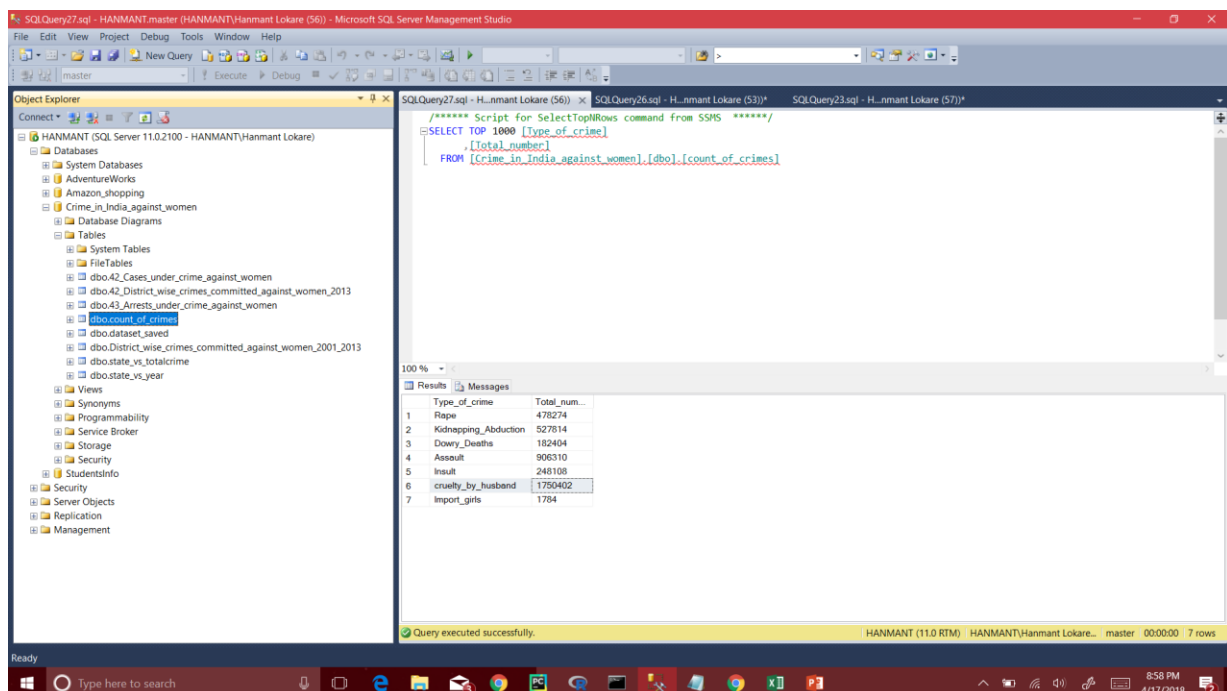 SQLQuery27.sql - HANMANT.master (HANMANT\Hanmant Lokare (56)) - Microsoft SQL Server Management Studio
File Edit View Project Debug Tools Window Help
New Query
master Execute Debug
Object Explorer
Connect
HANMANT (SQL Server 11.0.2100 - HANMANT\Hanmant Lokare)
Databases
System Databases
AdventureWorks
Amazon_shopping
Crime_in_India_against_women
Database Diagrams
Tables
System Tables
FileTables
dbo.42_Cases_under_crime_against_women
dbo.42_District_wise_crimes_committed_against_women_2013
dbo.43_Arrests_under_crime_against_women
dbo.count_of_crimes
dbo.dataset_saved
dbo.District_wise_crimes_committed_against_women_2001_2013
dbo.state_vs_totalcrime
dbo.state_vs_year
Views
Synonyms
Programmability
Service Broker
Storage
Security
StudentsInfo
Security
Server Objects
Replication
Management
SQLQuery27.sql - H...nmant Lokare (56)) SQLQuery26.sql - H...nmant Lokare (53))* SQLQuery23.sql - H...nmant Lokare (57))*
/****** Script for SelectTopNRows command from SSMS ******/
SELECT TOP 1000 [Type_of_crime]
,[Total_number]
FROM [Crime_in_India_against_women].[dbo].[count_of_crimes]
100 %
Results Messages
Type_of_crime Total_num...
1 Rape 478274
2 Kidnapping_Abduction 527814
3 Dowry_Deaths 182404
4 Assault 906310
5 Insult 248108
6 cruelty_by_husband 1750402
7 Import_girls 1784
Query executed successfully. HANMANT (11.0 RTM) HANMANT\Hanmant Lokare... master 00:00:00 7 rows
Ready
Type here to search
8:58 PM
4/17/2018